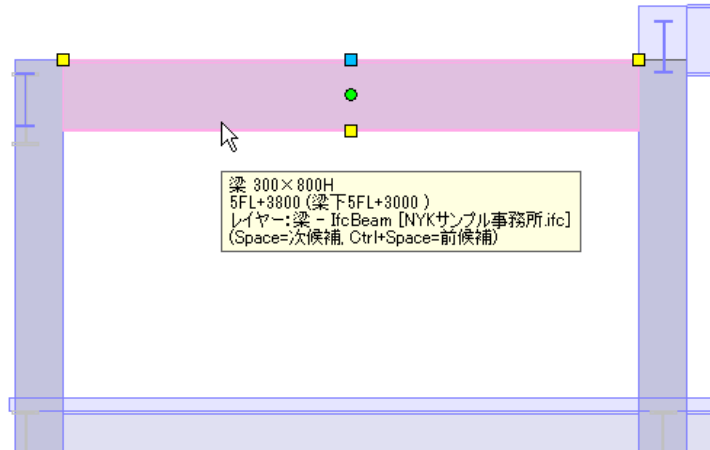 梁 300×800H
5FL+3800 (梁下5FL+3000 )
レイヤー:梁 - IfcBeam [NYKサンプル事務所.ifc]
(Space=次候補, Ctrl+Space=前候補)